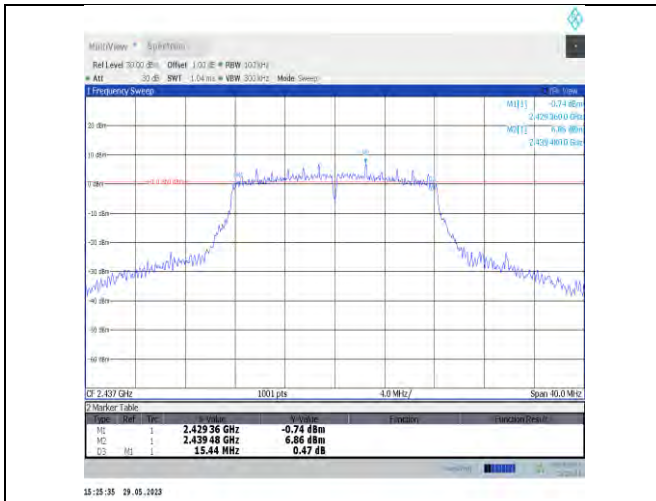 MultiView Spectrum
Ref Level 30.00 dBm Offset 1.00 dB RBW 100 kHz
Att 30 dB SWT 1.04 ms VBW 300 kHz Mode Sweep
1 Frequency Sweep
M1[1] -0.74 dBm
2.429360 0 GHz
M2[1] 6.86 dBm
2.439480 0 GHz
20 dBm
10 dBm
0 dBm
-10 dBm
-20 dBm
-30 dBm
-40 dBm
-50 dBm
-60 dBm
CF 2.437 GHz 1001 pts 4.0 MHz/ Span 40.0 MHz
2 Marker Table
Type Ref Trc X-Value Y-Value Function Function Result
M1 1 2.429 36 GHz -0.74 dBm
M2 1 2.439 48 GHz 6.86 dBm
D3 M1 1 15.44 MHz 0.47 dB
15:25:35 29.05.2023